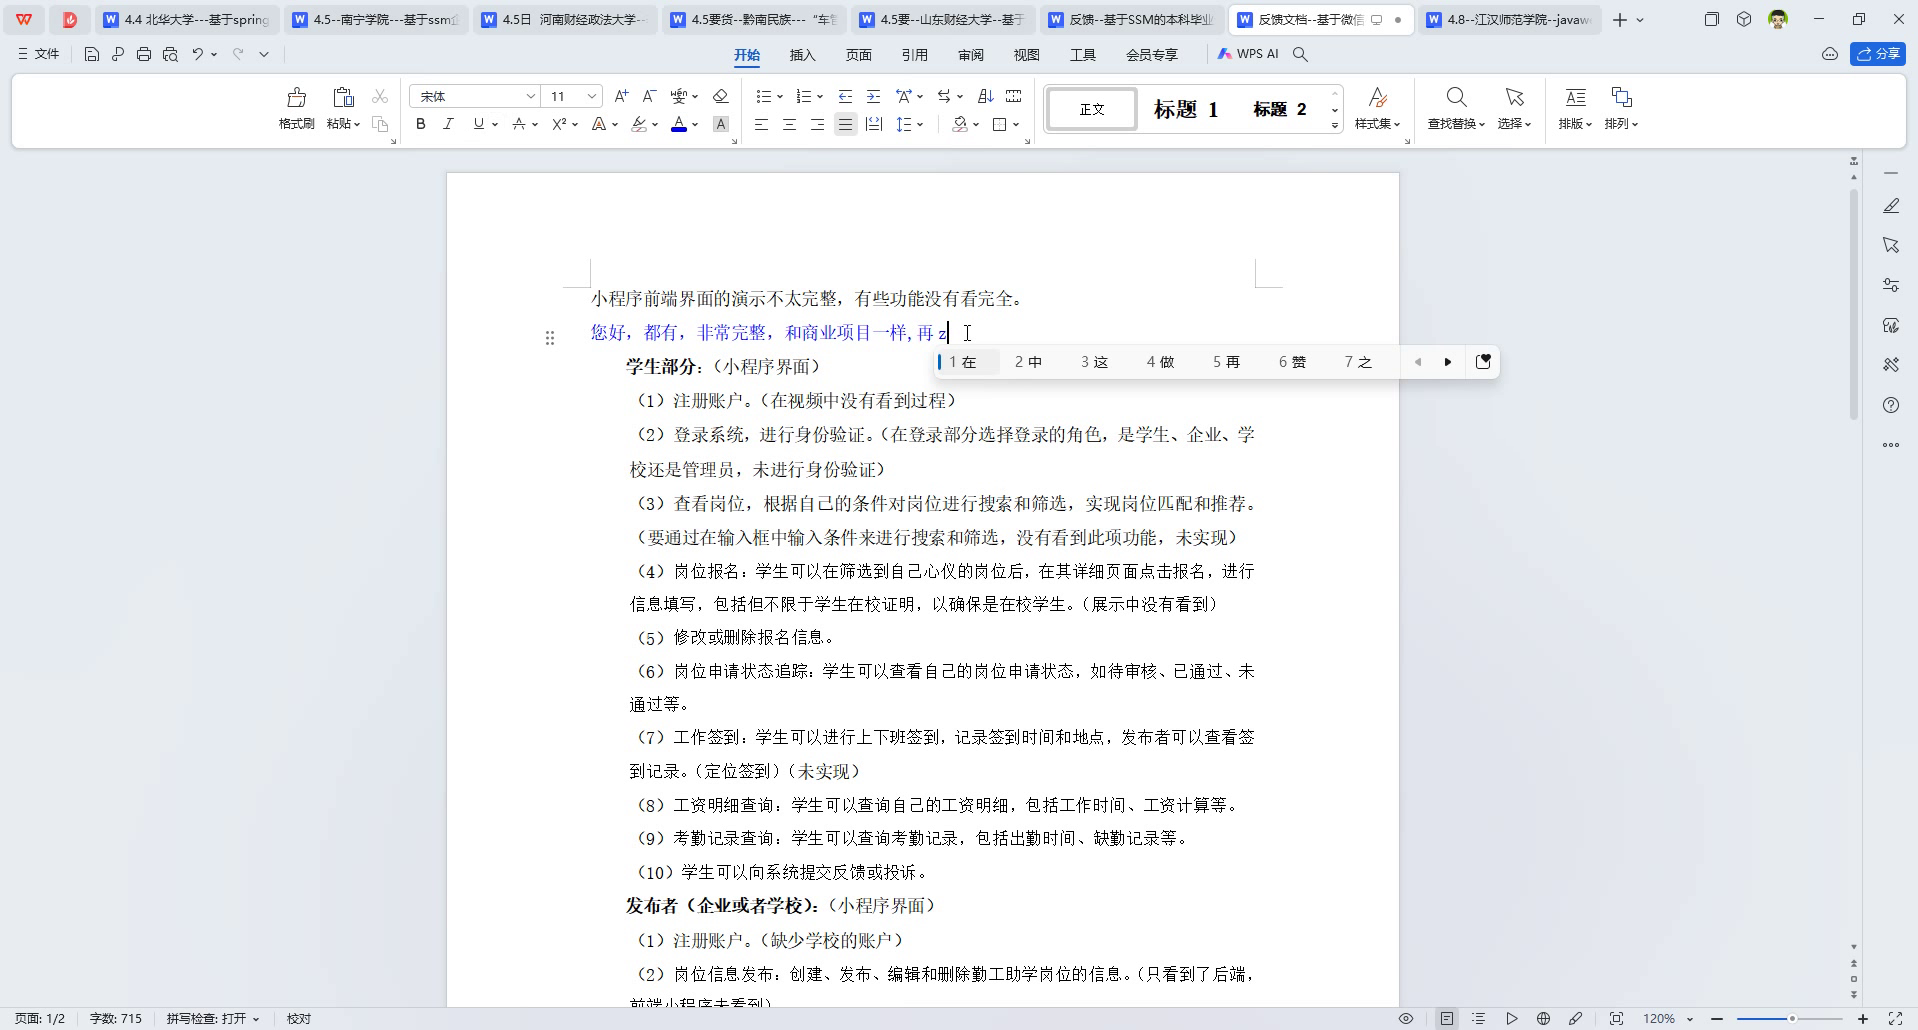 4.4 北华大学---基于spring
4.5--南宁学院---基于ssm企
4.5日 河南财经政法大学--
4.5要货--黔南民族---“车智
4.5要--山东财经大学--基于
反馈--基于SSM的本科毕业
反馈文档--基于微信
4.8--江汉师范学院--javawe
文件
开始 插入 页面 引用 审阅 视图 工具 会员专享
WPS AI
分享
格式刷 粘贴
宋体 11
正文 标题 1 标题 2
样式集 查找替换 选择 排版 排列
小程序前端界面的演示不太完整，有些功能没有看完全。
您好，都有，非常完整，和商业项目一样,再 z
1 在 2 中 3 这 4 做 5 再 6 赞 7 之
学生部分：（小程序界面）
（1）注册账户。（在视频中没有看到过程）
（2）登录系统，进行身份验证。（在登录部分选择登录的角色，是学生、企业、学
校还是管理员，未进行身份验证）
（3）查看岗位，根据自己的条件对岗位进行搜索和筛选，实现岗位匹配和推荐。
（要通过在输入框中输入条件来进行搜索和筛选，没有看到此项功能，未实现）
（4）岗位报名：学生可以在筛选到自己心仪的岗位后，在其详细页面点击报名，进行
信息填写，包括但不限于学生在校证明，以确保是在校学生。（展示中没有看到）
（5）修改或删除报名信息。
（6）岗位申请状态追踪：学生可以查看自己的岗位申请状态，如待审核、已通过、未
通过等。
（7）工作签到：学生可以进行上下班签到，记录签到时间和地点，发布者可以查看签
到记录。（定位签到）（未实现）
（8）工资明细查询：学生可以查询自己的工资明细，包括工作时间、工资计算等。
（9）考勤记录查询：学生可以查询考勤记录，包括出勤时间、缺勤记录等。
（10）学生可以向系统提交反馈或投诉。
发布者（企业或者学校）：（小程序界面）
（1）注册账户。（缺少学校的账户）
（2）岗位信息发布：创建、发布、编辑和删除勤工助学岗位的信息。（只看到了后端，
前端小程序未看到）
页面: 1/2 字数: 715 拼写检查: 打开 校对
120%